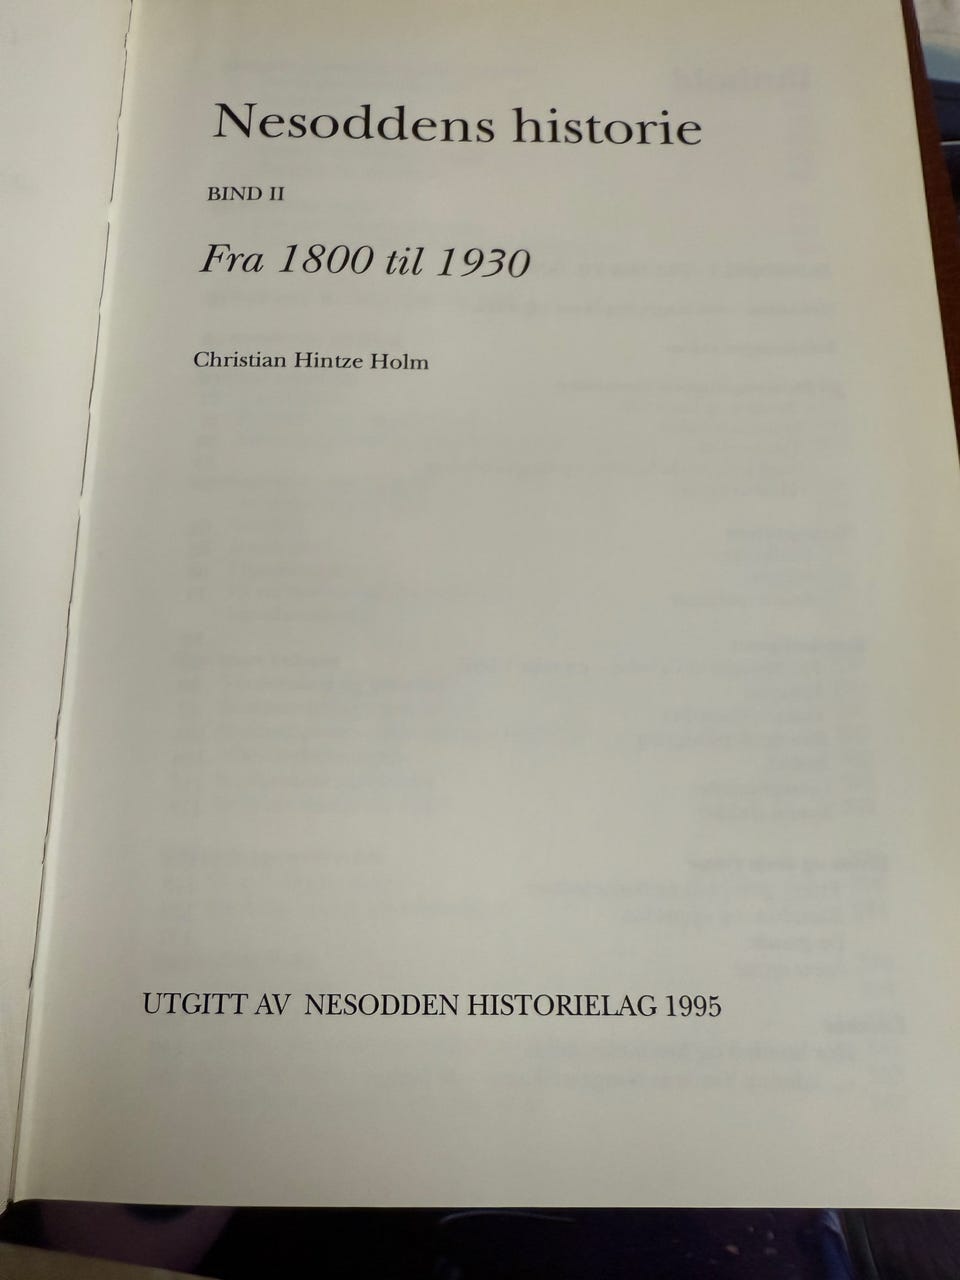 Nesoddens historie
BIND II
Fra 1800 til 1930
Christian Hintze Holm
UTGITT AV NESODDEN HISTORIELAG 1995